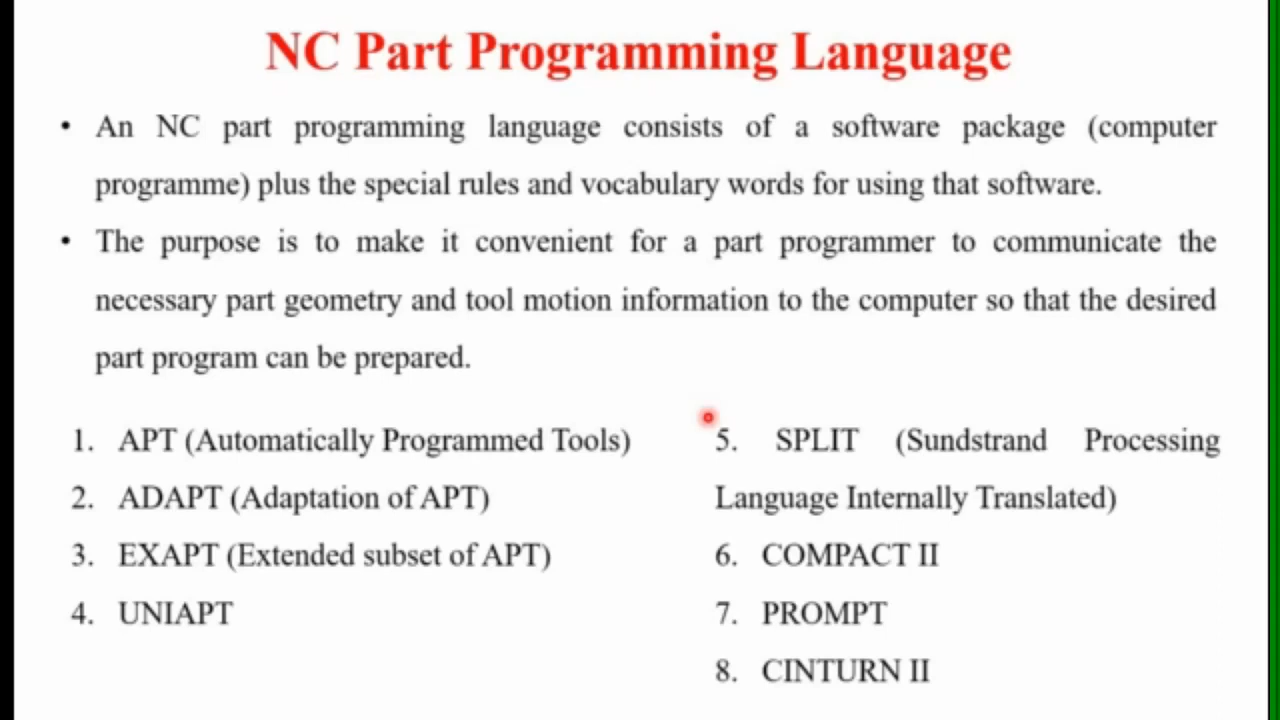 NC Part Programming Language
• An NC part programming language consists of a software package (computer
programme) plus the special rules and vocabulary words for using that software.
• The purpose is to make it convenient for a part programmer to communicate the
necessary part geometry and tool motion information to the computer so that the desired
part program can be prepared.
1. APT (Automatically Programmed Tools)
2. ADAPT (Adaptation of APT)
3. EXAPT (Extended subset of APT)
4. UNIAPT
5. SPLIT (Sundstrand Processing
Language Internally Translated)
6. COMPACT II
7. PROMPT
8. CINTURN II